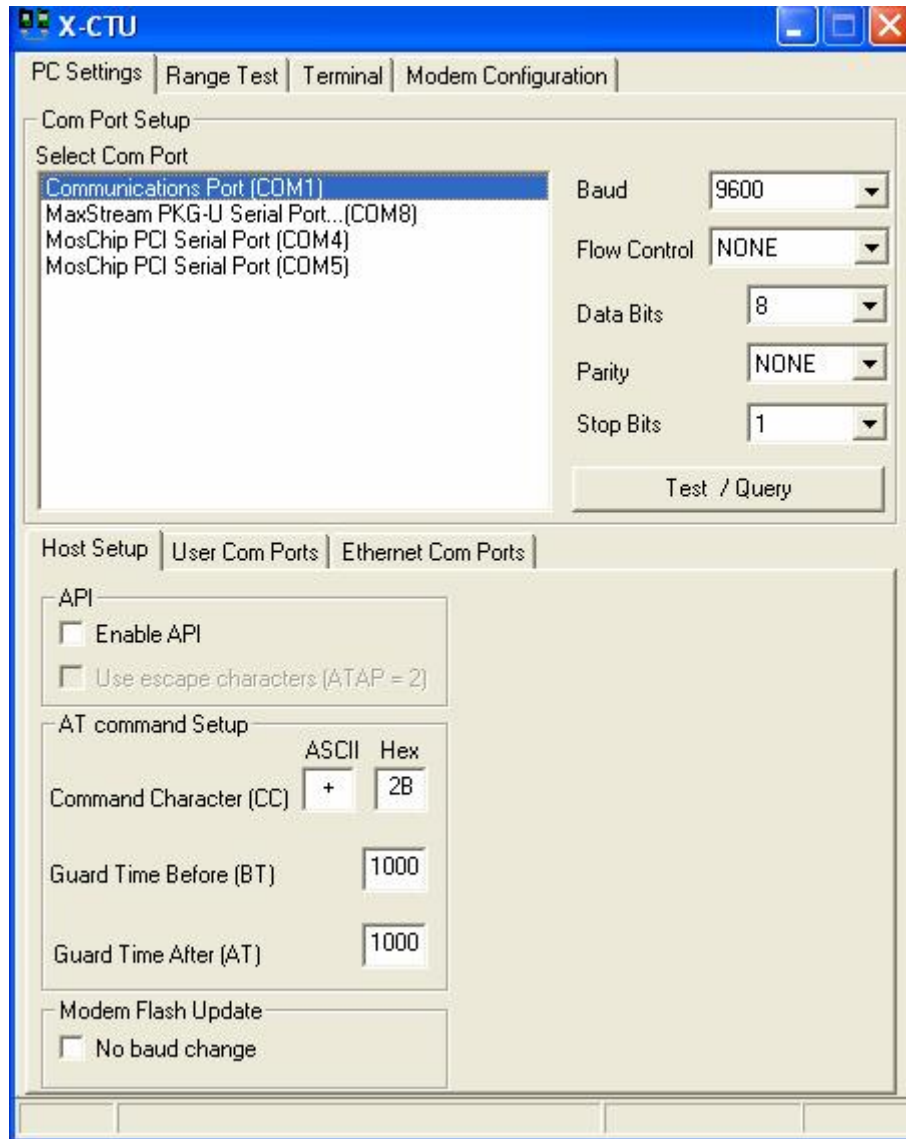 X-CTU
PC Settings Range Test Terminal Modem Configuration
Com Port Setup
Select Com Port
Communications Port (COM1)
MaxStream PKG-U Serial Port...(COM8)
MosChip PCI Serial Port (COM4)
MosChip PCI Serial Port (COM5)
Baud 9600
Flow Control NONE
Data Bits 8
Parity NONE
Stop Bits 1
Test / Query
Host Setup User Com Ports Ethernet Com Ports
API
Enable API
Use escape characters (ATAP = 2)
AT command Setup
ASCII Hex
Command Character (CC) + 2B
Guard Time Before (BT) 1000
Guard Time After (AT) 1000
Modem Flash Update
No baud change